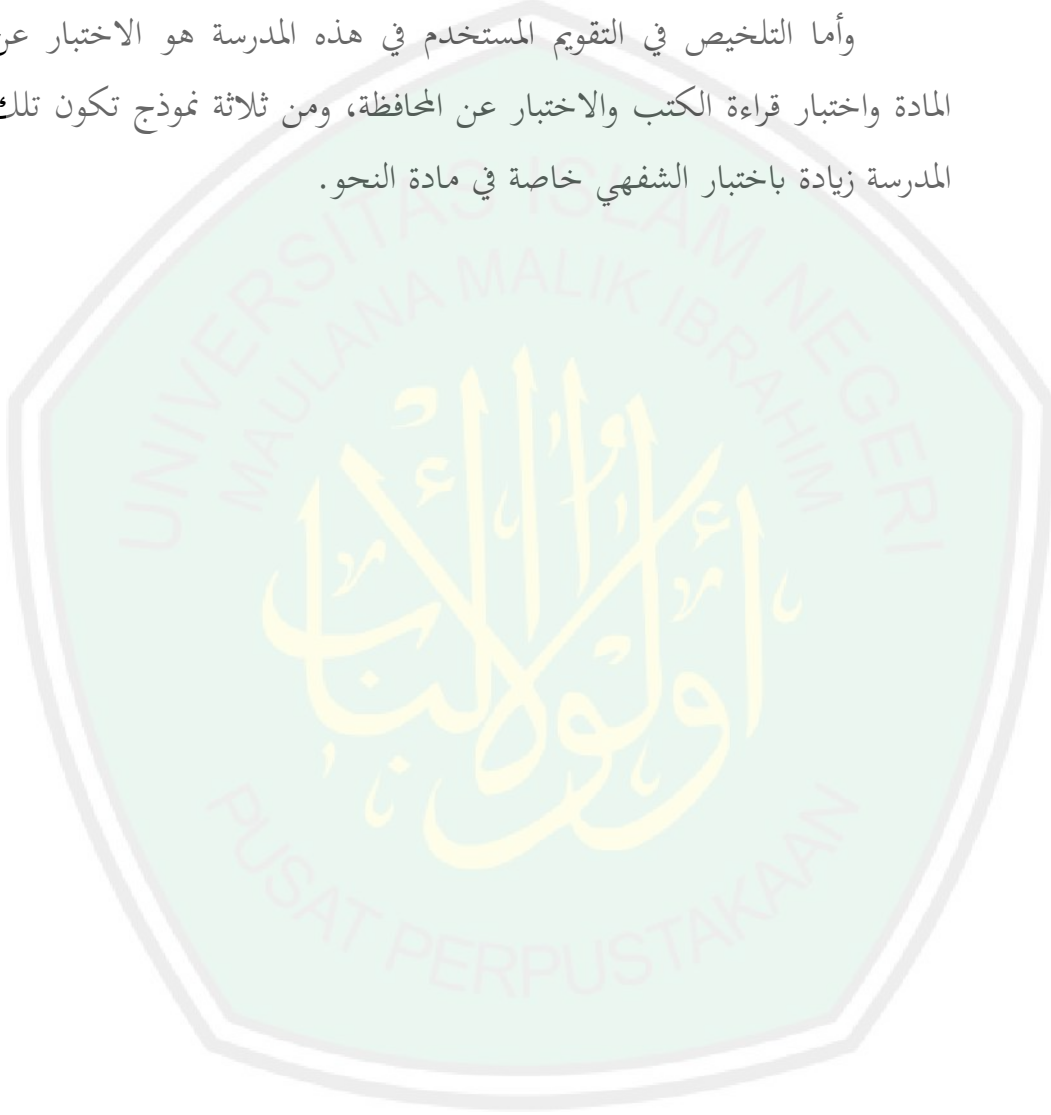 وأما التلخيص في التقويم المستخدم في هذه المدرسة هو الاختبار عن
المادة واختبار قراءة الكتب والاختبار عن المحافظة، ومن ثلاثة نموذج تكون تلك
المدرسة زيادة باختبار الشفهي خاصة في مادة النحو.
UNIVERSITAS ISLAM NEGERI
MAULANA MALIK IBRAHIM
أولوا الألباب
PUSAT PERPUSTAKAAN